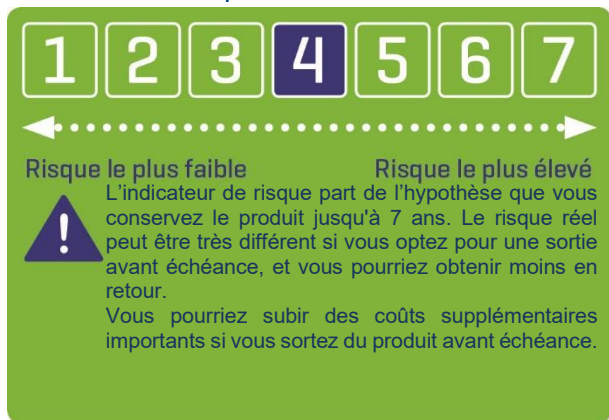 1 2 3 4 5 6 7
Risque le plus faible Risque le plus élevé
!
L'indicateur de risque part de l'hypothèse que vous
conservez le produit jusqu'à 7 ans. Le risque réel
peut être très différent si vous optez pour une sortie
avant échéance, et vous pourriez obtenir moins en
retour.
Vous pourriez subir des coûts supplémentaires
importants si vous sortez du produit avant échéance.